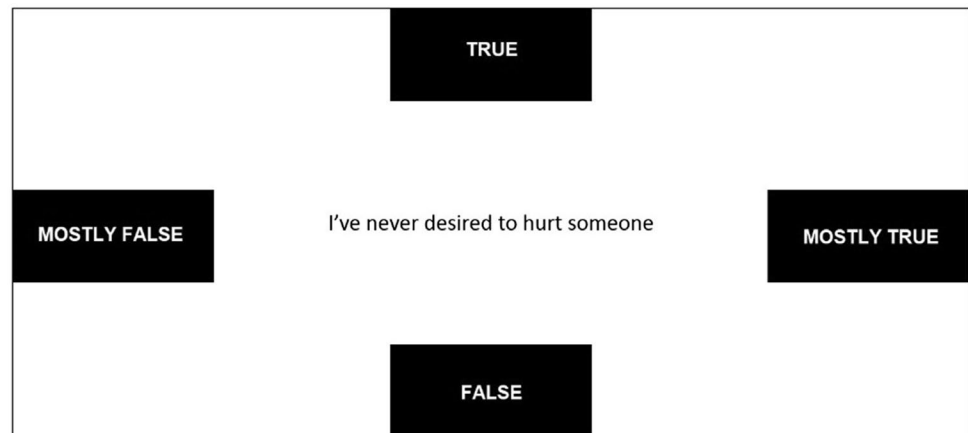 TRUE
MOSTLY FALSE
I've never desired to hurt someone
MOSTLY TRUE
FALSE